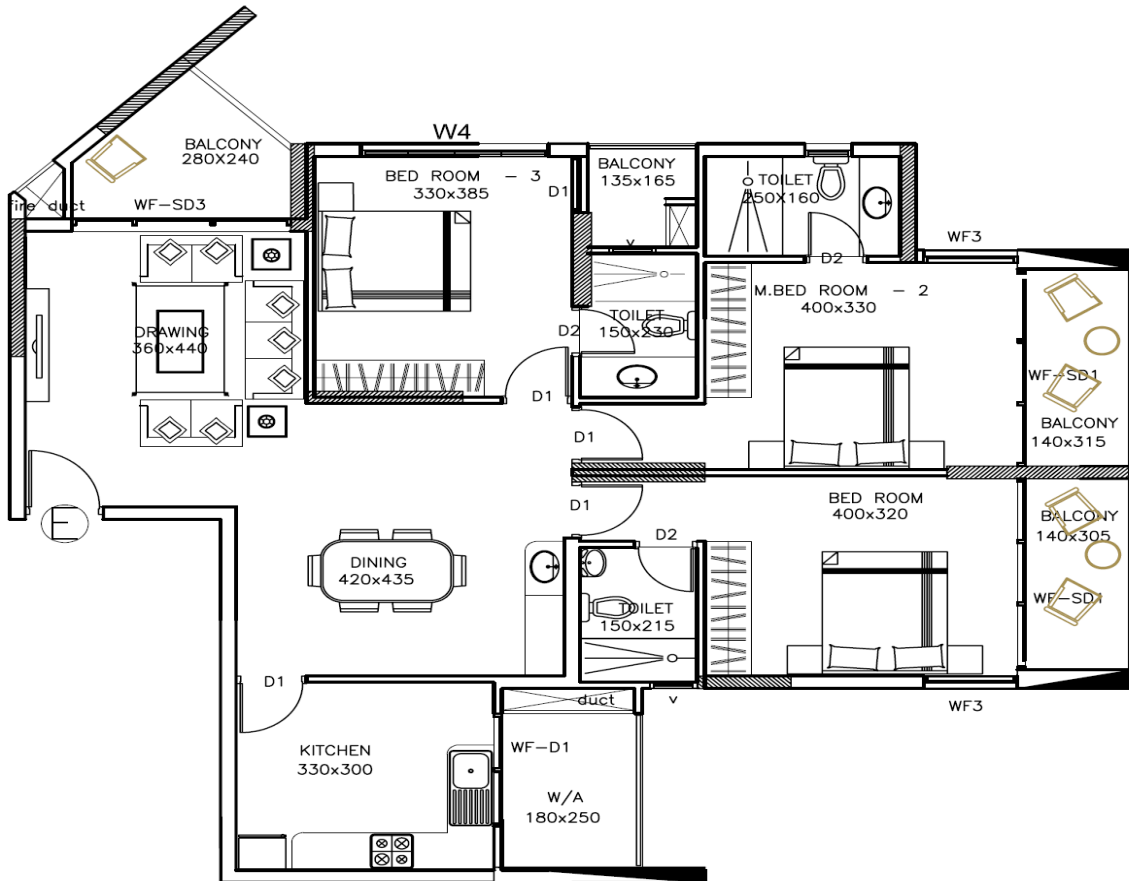 W4
BALCONY
280X240
BED ROOM - 3
330x385
D1
BALCONY
135x165
TOILET
250X160
fire duct
WF-SD3
WF3
v
D2
M.BED ROOM - 2
400x330
DRAWING
360x440
D2
TOILET
150x230
WF-SD1
D1
BALCONY
140x315
D1
BED ROOM
400x320
D1
BALCONY
140x305
E
D2
DINING
420x435
TOILET
150x215
WF-SD1
D1
duct
v
WF3
KITCHEN
330x300
WF-D1
W/A
180x250